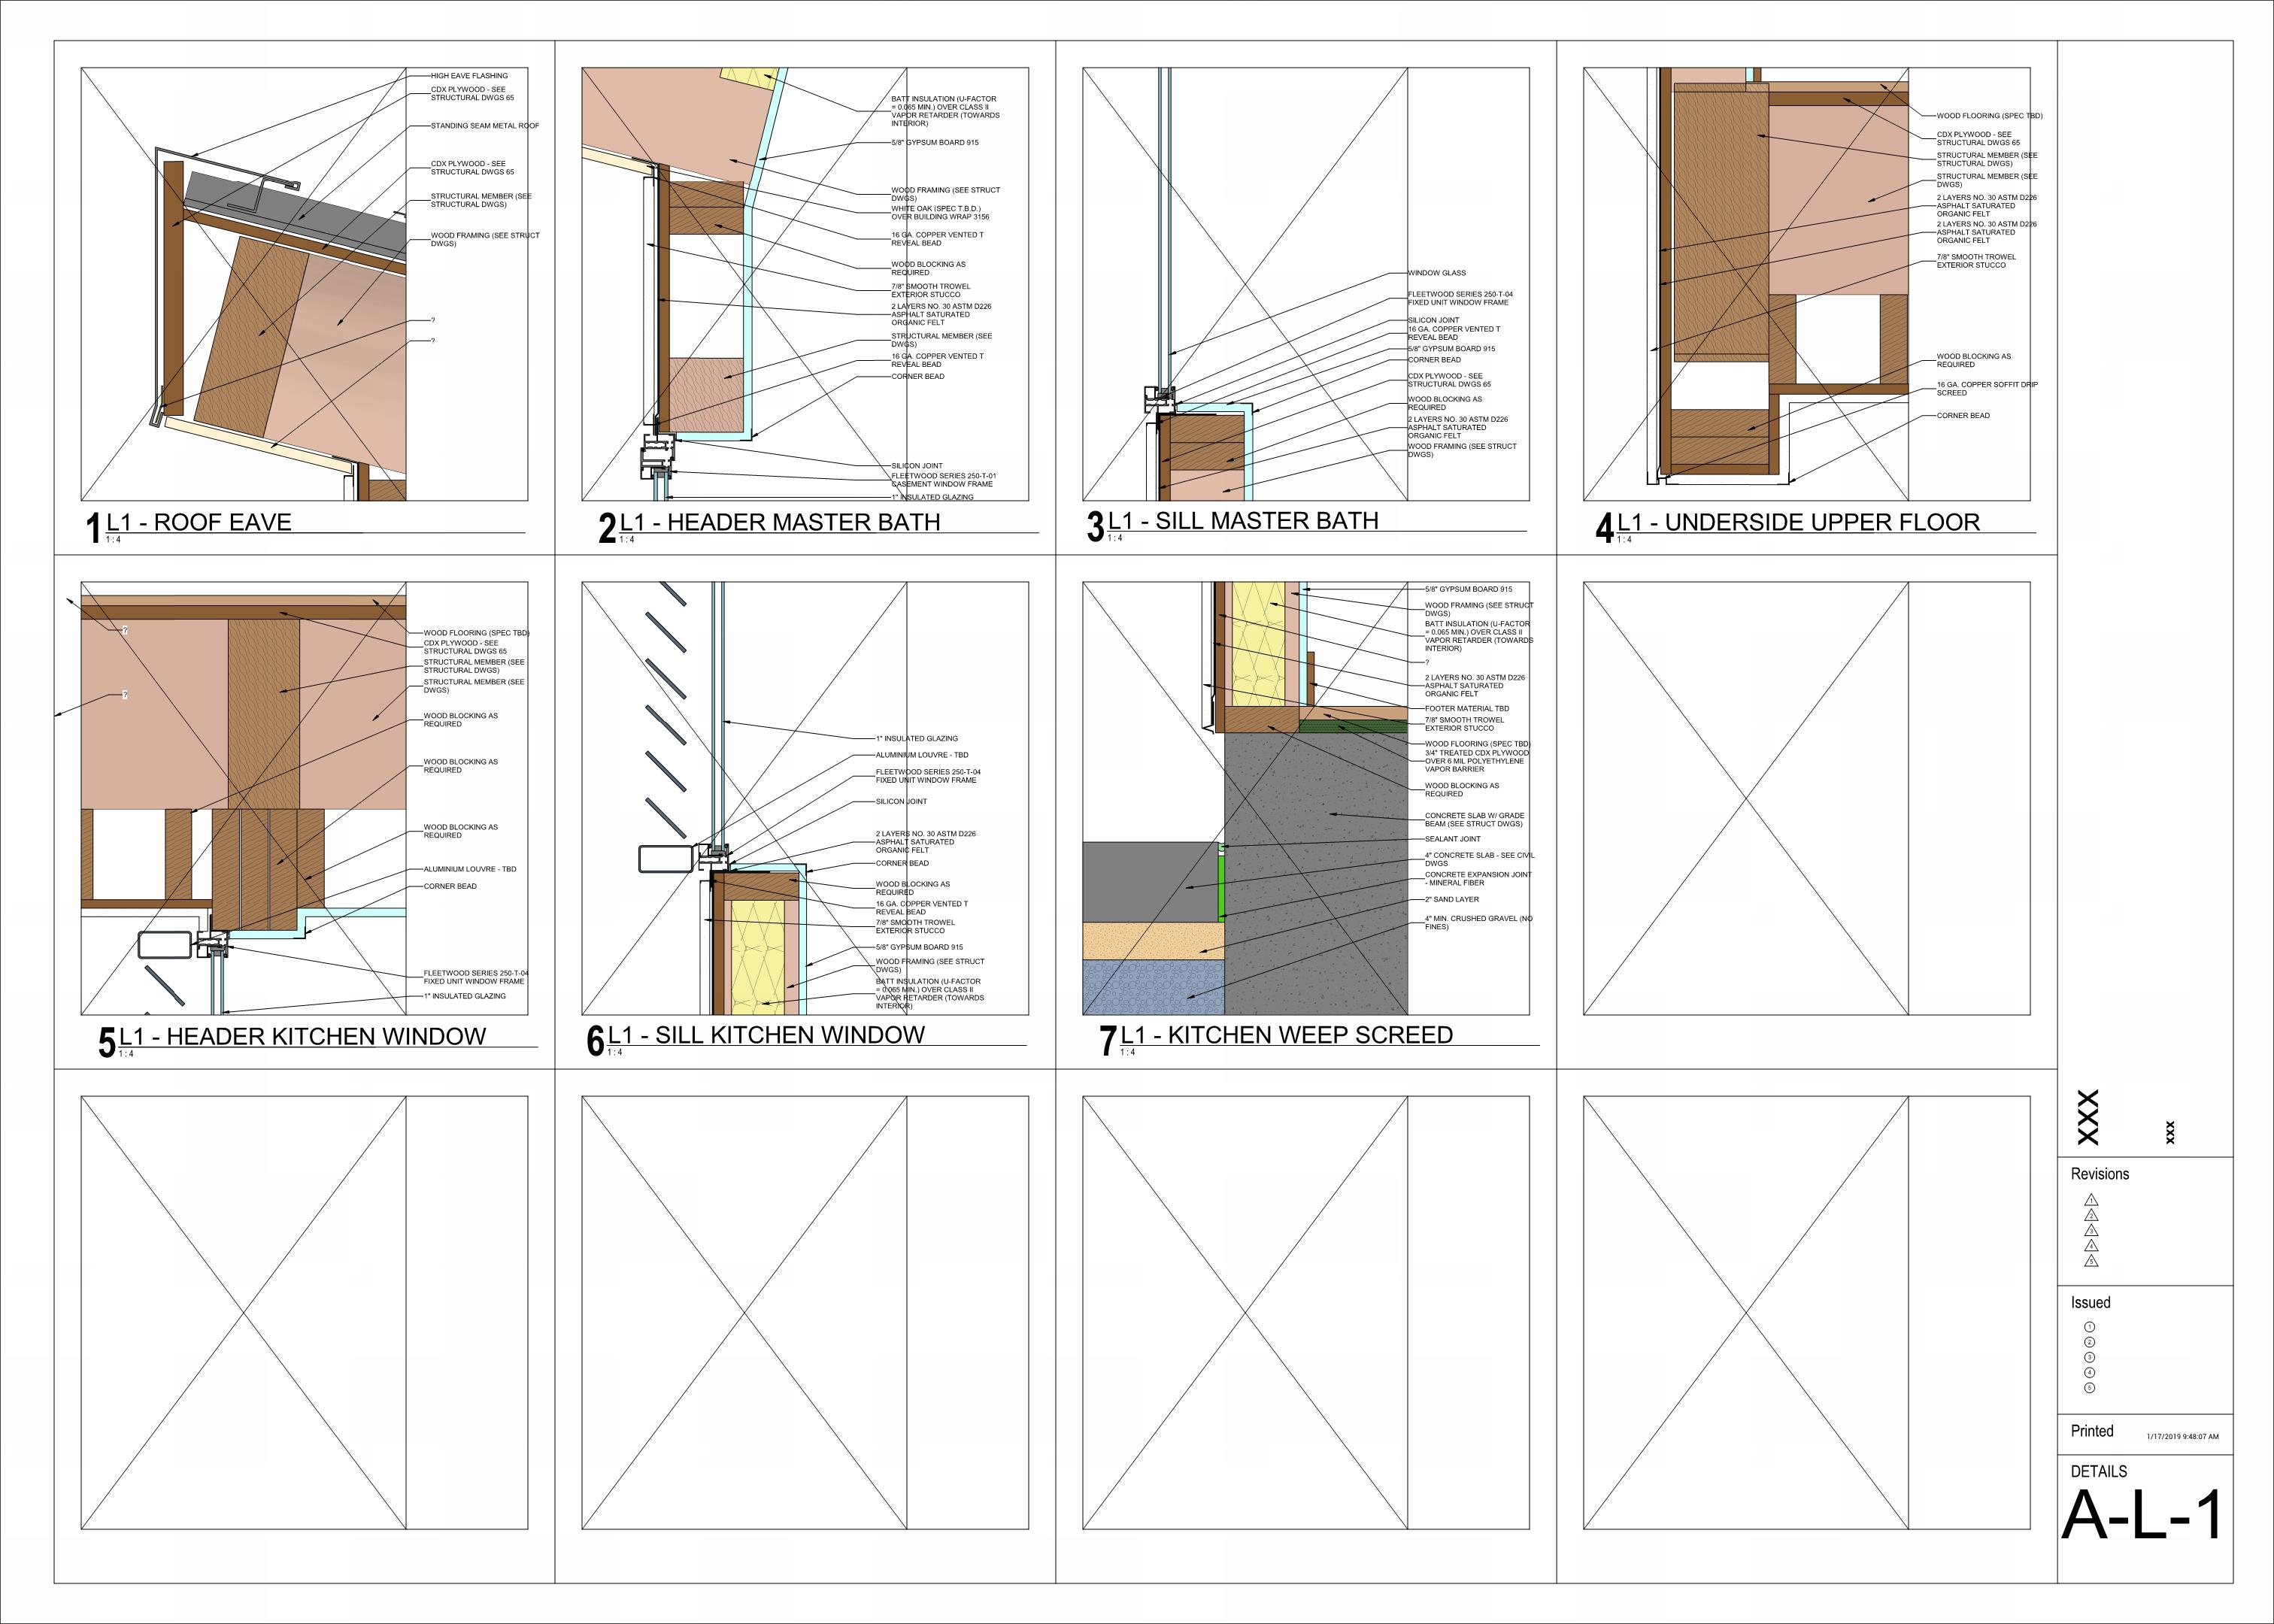 HIGH EAVE FLASHING
CDX PLYWOOD - SEE
STRUCTURAL DWGS 65
STANDING SEAM METAL ROOF
CDX PLYWOOD - SEE
STRUCTURAL DWGS 65
STRUCTURAL MEMBER (SEE
STRUCTURAL DWGS)
WOOD FRAMING (SEE STRUCT
DWGS)
?
?
1 L1 - ROOF EAVE
1 : 4
BATT INSULATION (U-FACTOR
= 0.065 MIN.) OVER CLASS II
VAPOR RETARDER (TOWARDS
INTERIOR)
5/8" GYPSUM BOARD 915
WOOD FRAMING (SEE STRUCT
DWGS)
WHITE OAK (SPEC T.B.D.)
OVER BUILDING WRAP 3156
16 GA. COPPER VENTED T
REVEAL BEAD
WOOD BLOCKING AS
REQUIRED
7/8" SMOOTH TROWEL
EXTERIOR STUCCO
2 LAYERS NO. 30 ASTM D226
ASPHALT SATURATED
ORGANIC FELT
STRUCTURAL MEMBER (SEE
DWGS)
16 GA. COPPER VENTED T
REVEAL BEAD
CORNER BEAD
SILICON JOINT
FLEETWOOD SERIES 250-T-01
CASEMENT WINDOW FRAME
1" INSULATED GLAZING
2 L1 - HEADER MASTER BATH
1 : 4
WINDOW GLASS
FLEETWOOD SERIES 250-T-04
FIXED UNIT WINDOW FRAME
SILICON JOINT
16 GA. COPPER VENTED T
REVEAL BEAD
5/8" GYPSUM BOARD 915
CORNER BEAD
CDX PLYWOOD - SEE
STRUCTURAL DWGS 65
WOOD BLOCKING AS
REQUIRED
2 LAYERS NO. 30 ASTM D226
ASPHALT SATURATED
ORGANIC FELT
WOOD FRAMING (SEE STRUCT
DWGS)
3 L1 - SILL MASTER BATH
1 : 4
WOOD FLOORING (SPEC TBD)
CDX PLYWOOD - SEE
STRUCTURAL DWGS 65
STRUCTURAL MEMBER (SEE
STRUCTURAL DWGS)
STRUCTURAL MEMBER (SEE
DWGS)
2 LAYERS NO. 30 ASTM D226
ASPHALT SATURATED
ORGANIC FELT
2 LAYERS NO. 30 ASTM D226
ASPHALT SATURATED
ORGANIC FELT
7/8" SMOOTH TROWEL
EXTERIOR STUCCO
WOOD BLOCKING AS
REQUIRED
16 GA. COPPER SOFFIT DRIP
SCREED
CORNER BEAD
4 L1 - UNDERSIDE UPPER FLOOR
1 : 4
?
?
WOOD FLOORING (SPEC TBD)
CDX PLYWOOD - SEE
STRUCTURAL DWGS 65
STRUCTURAL MEMBER (SEE
STRUCTURAL DWGS)
STRUCTURAL MEMBER (SEE
DWGS)
WOOD BLOCKING AS
REQUIRED
WOOD BLOCKING AS
REQUIRED
WOOD BLOCKING AS
REQUIRED
ALUMINIUM LOUVRE - TBD
CORNER BEAD
FLEETWOOD SERIES 250-T-04
FIXED UNIT WINDOW FRAME
1" INSULATED GLAZING
5 L1 - HEADER KITCHEN WINDOW
1 : 4
1" INSULATED GLAZING
ALUMINIUM LOUVRE - TBD
FLEETWOOD SERIES 250-T-04
FIXED UNIT WINDOW FRAME
SILICON JOINT
2 LAYERS NO. 30 ASTM D226
ASPHALT SATURATED
ORGANIC FELT
CORNER BEAD
WOOD BLOCKING AS
REQUIRED
16 GA. COPPER VENTED T
REVEAL BEAD
7/8" SMOOTH TROWEL
EXTERIOR STUCCO
5/8" GYPSUM BOARD 915
WOOD FRAMING (SEE STRUCT
DWGS)
BATT INSULATION (U-FACTOR
= 0.065 MIN.) OVER CLASS II
VAPOR RETARDER (TOWARDS
INTERIOR)
6 L1 - SILL KITCHEN WINDOW
1 : 4
5/8" GYPSUM BOARD 915
WOOD FRAMING (SEE STRUCT
DWGS)
BATT INSULATION (U-FACTOR
= 0.065 MIN.) OVER CLASS II
VAPOR RETARDER (TOWARDS
INTERIOR)
?
2 LAYERS NO. 30 ASTM D226
ASPHALT SATURATED
ORGANIC FELT
FOOTER MATERIAL TBD
7/8" SMOOTH TROWEL
EXTERIOR STUCCO
WOOD FLOORING (SPEC TBD)
3/4" TREATED CDX PLYWOOD
OVER 6 MIL POLYETHYLENE
VAPOR BARRIER
WOOD BLOCKING AS
REQUIRED
CONCRETE SLAB W/ GRADE
BEAM (SEE STRUCT DWGS)
SEALANT JOINT
4" CONCRETE SLAB - SEE CIVIL
DWGS
CONCRETE EXPANSION JOINT
- MINERAL FIBER
2" SAND LAYER
4" MIN. CRUSHED GRAVEL (NO
FINES)
7 L1 - KITCHEN WEEP SCREED
1 : 4
XXX
XXX
Revisions
1
2
3
4
5
Issued
1
2
3
4
5
Printed 1/17/2019 9:48:07 AM
DETAILS
A-L-1